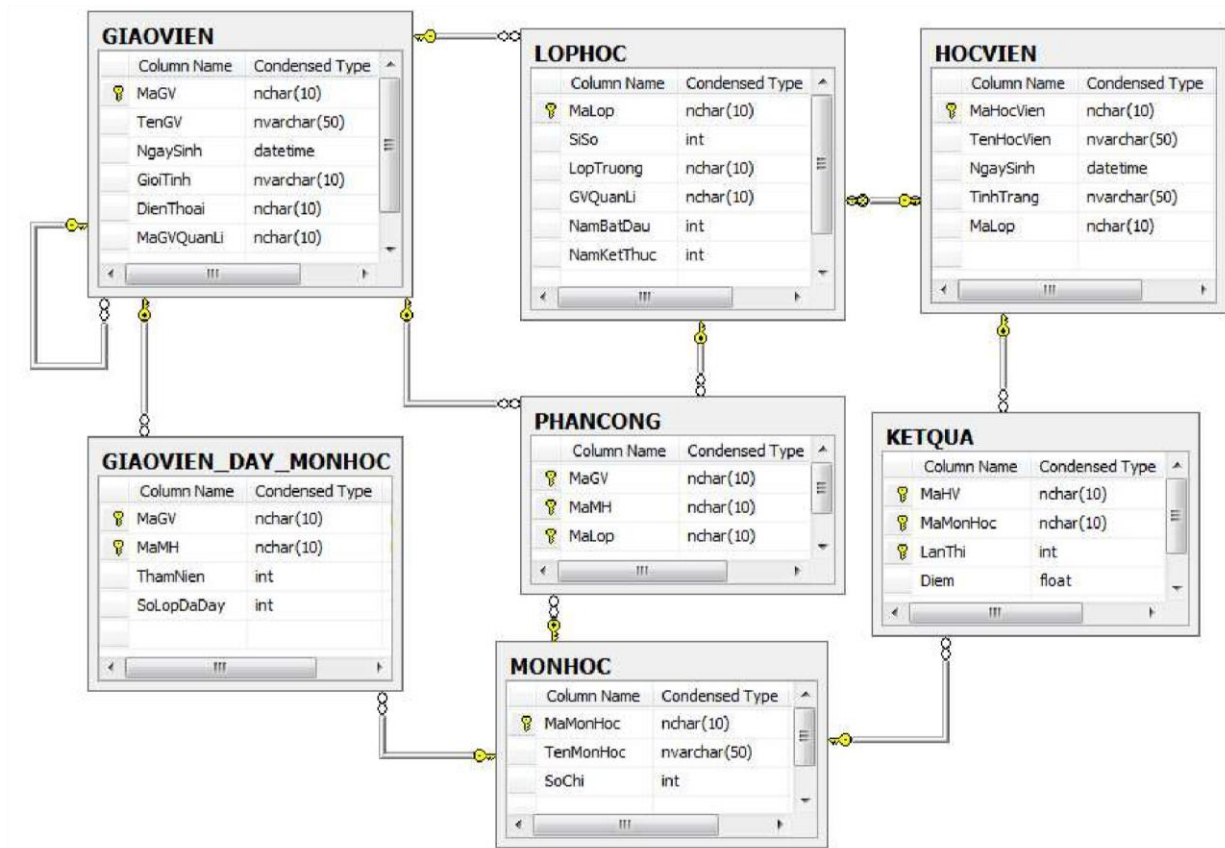 GIAOVIEN
Column Name Condensed Type
MaGV nchar(10)
TenGV nvarchar(50)
NgaySinh datetime
GioiTinh nvarchar(10)
DienThoai nchar(10)
MaGVQuanLi nchar(10)
LOPHOC
Column Name Condensed Type
MaLop nchar(10)
SiSo int
LopTruong nchar(10)
GVQuanLi nchar(10)
NamBatDau int
NamKetThuc int
HOCVIEN
Column Name Condensed Type
MaHocVien nchar(10)
TenHocVien nvarchar(50)
NgaySinh datetime
TinhTrang nvarchar(50)
MaLop nchar(10)
GIAOVIEN_DAY_MONHOC
Column Name Condensed Type
MaGV nchar(10)
MaMH nchar(10)
ThamNien int
SoLopDaDay int
PHANCONG
Column Name Condensed Type
MaGV nchar(10)
MaMH nchar(10)
MaLop nchar(10)
KETQUA
Column Name Condensed Type
MaHV nchar(10)
MaMonHoc nchar(10)
LanThi int
Diem float
MONHOC
Column Name Condensed Type
MaMonHoc nchar(10)
TenMonHoc nvarchar(50)
SoChi int